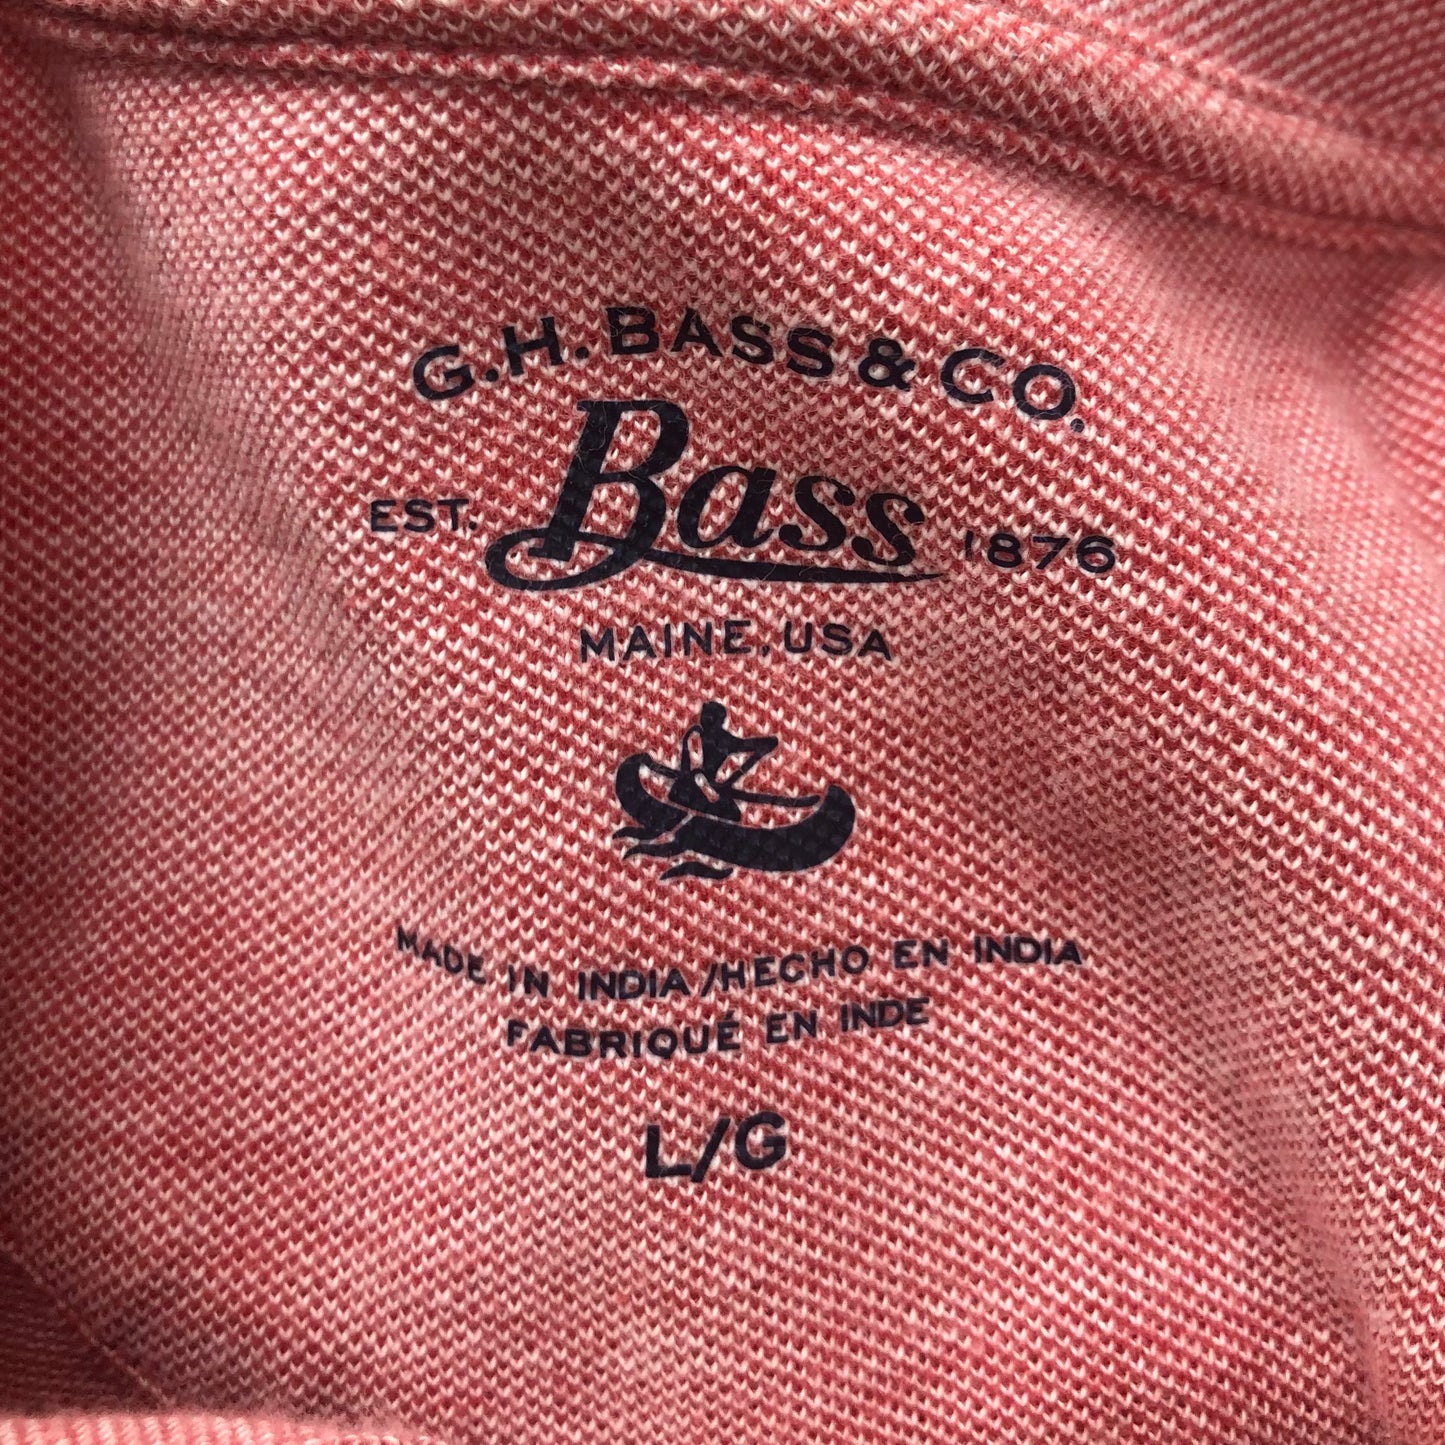 G.H. BASS & CO.
EST. Bass 1876
MAINE, USA
MADE IN INDIA/HECHO EN INDIA
FABRIQUÉ EN INDE
L/G